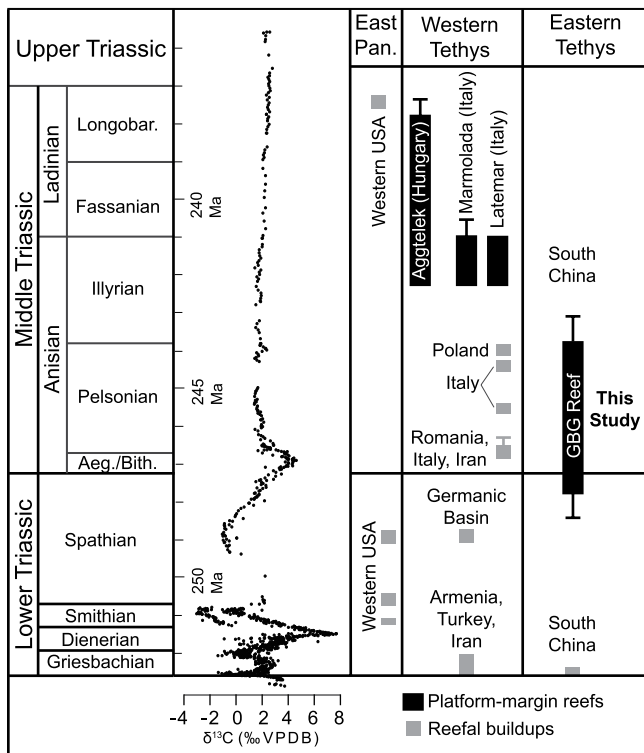 Upper Triassic
East
Pan.
Western
Tethys
Eastern
Tethys
Middle Triassic
Ladinian
Longobar.
Fassanian
Anisian
Illyrian
Pelsonian
Aeg./Bith.
Lower Triassic
Spathian
Smithian
Dienerian
Griesbachian
240
Ma
245
Ma
250
Ma
Western USA
Aggtelek (Hungary)
Marmolada (Italy)
Latemar (Italy)
South
China
Poland
Italy
Romania,
Italy, Iran
GBG Reef
This
Study
Western USA
Germanic
Basin
Armenia,
Turkey,
Iran
South
China
-4 -2 0 2 4 6 8
δ¹³C (‰ VPDB)
Platform-margin reefs
Reefal buildups